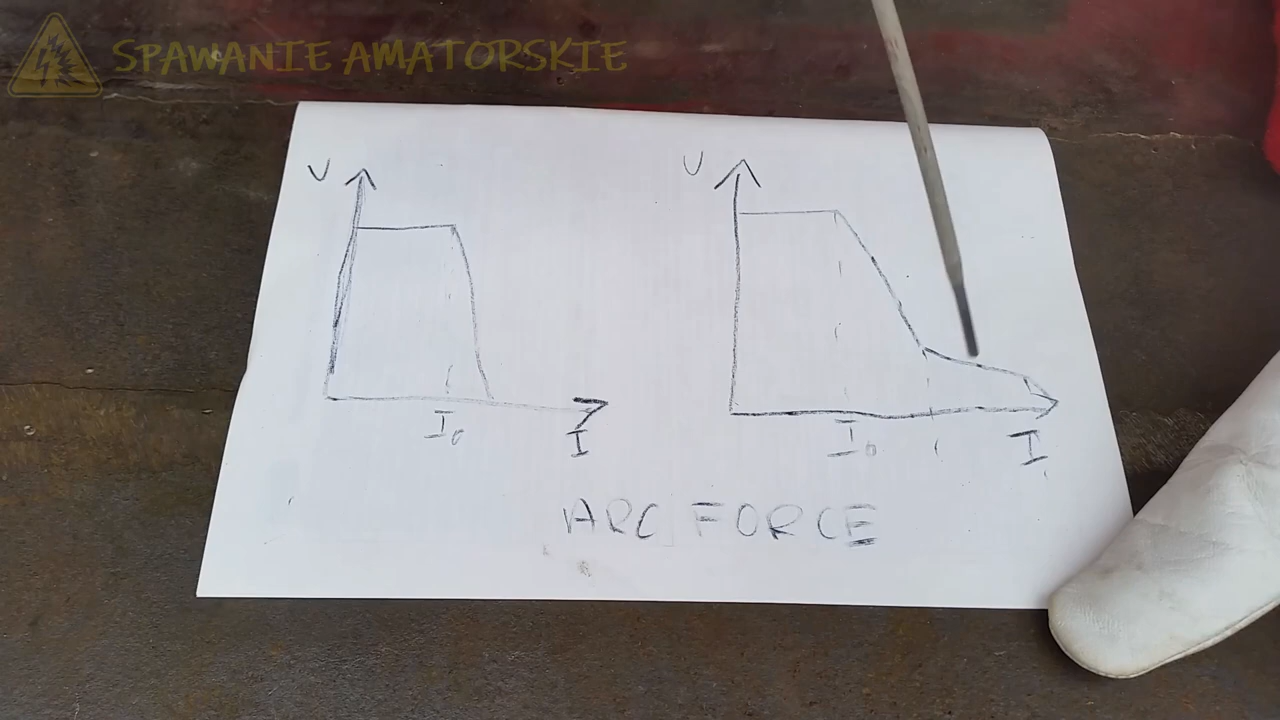 SPAWANIE AMATORSKIE
U
U
I₀
I
I₀
I
ARC FORCE